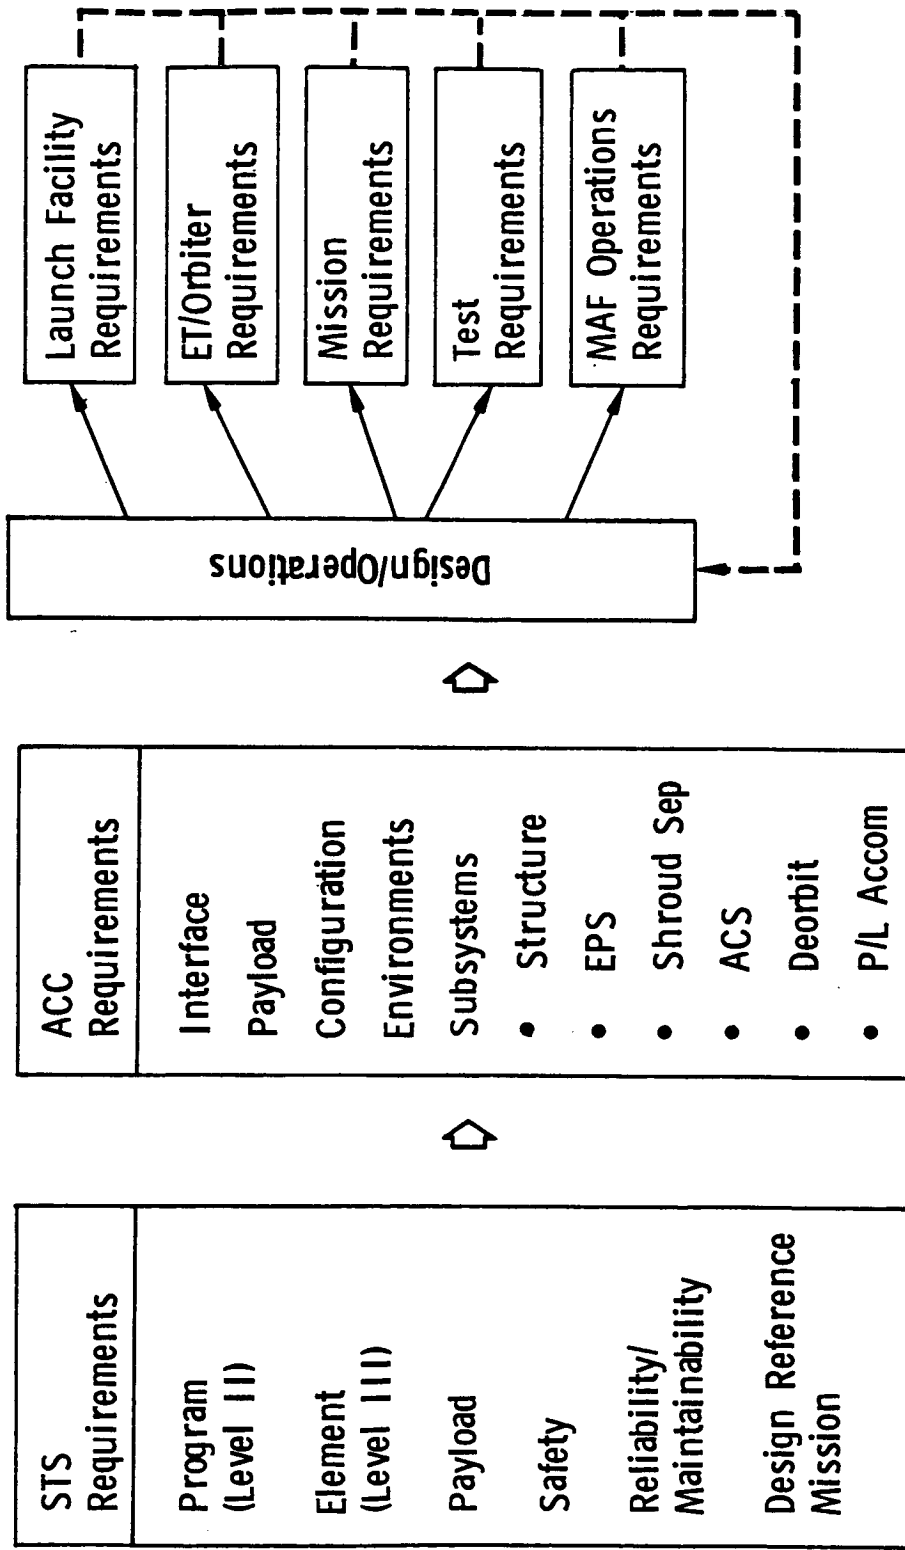 STS
Requirements
Program
(Level II)
Element
(Level III)
Payload
Safety
Reliability/
Maintainability
Design Reference
Mission
ACC
Requirements
Interface
Payload
Configuration
Environments
Subsystems
• Structure
• EPS
• Shroud Sep
• ACS
• Deorbit
• P/L Accom
Design/Operations
Launch Facility
Requirements
ET/Orbiter
Requirements
Mission
Requirements
Test
Requirements
MAF Operations
Requirements